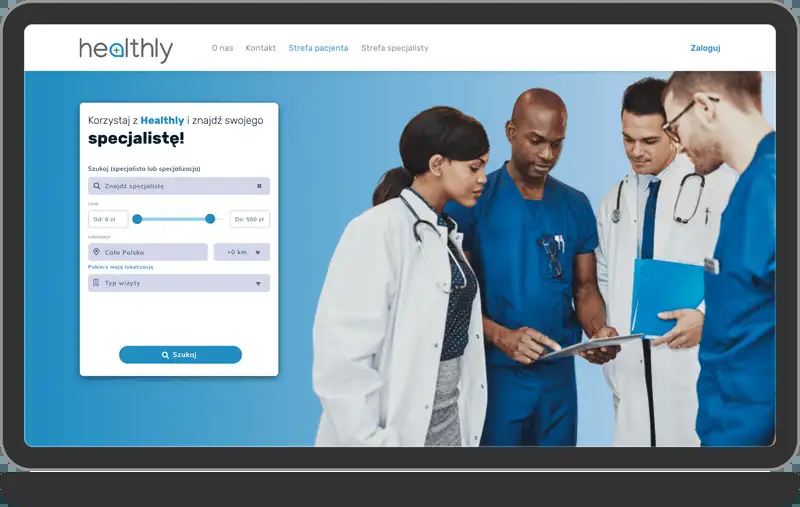 healthly
O nas Kontakt Strefa pacjenta Strefa specjalisty Zaloguj
Korzystaj z Healthly i znajdź swojego
specjalistę!
Szukaj (specjalista lub specjalizacja)
Znajdź specjalistę
Cena
Od: 0 zł Do: 500 zł
Lokalizacja
Cała Polska +0 km
Pobierz moją lokalizację
Typ wizyty
Szukaj